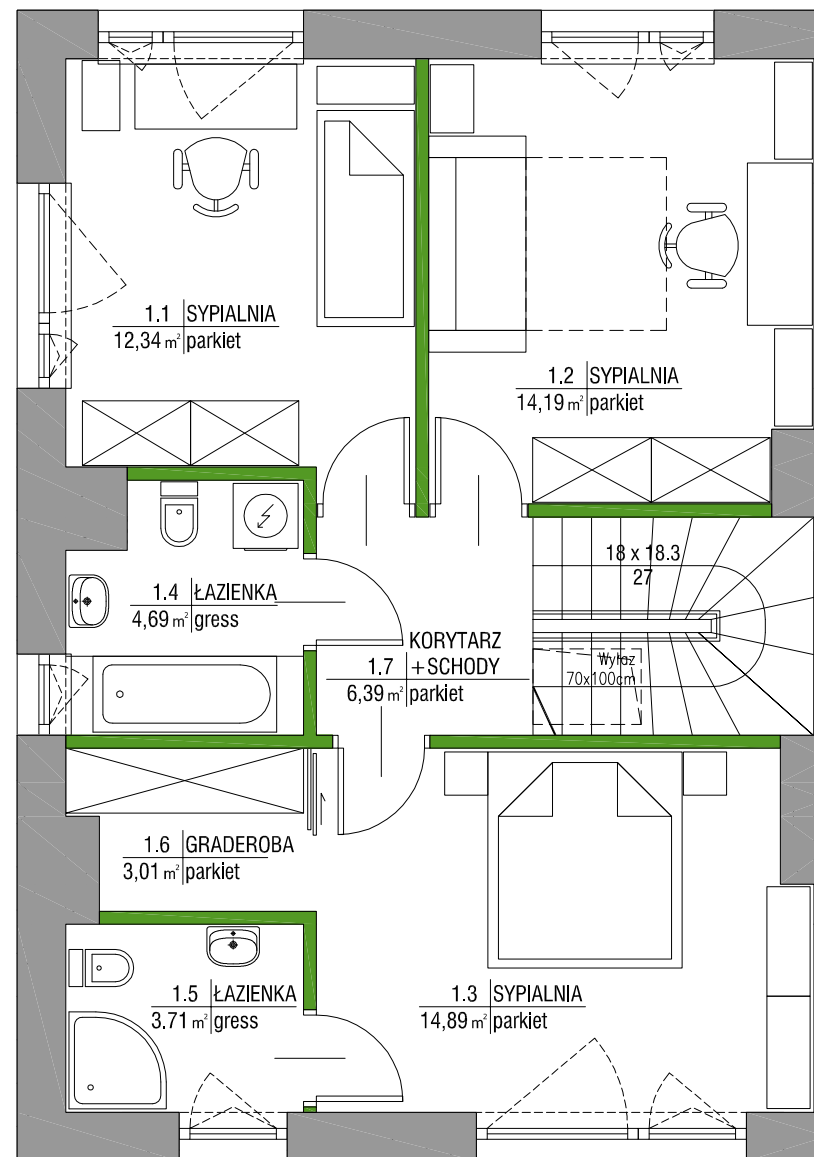 1.1 SYPIALNIA
12,34 m² parkiet
1.2 SYPIALNIA
14,19 m² parkiet
18 x 18.3
27
1.4 ŁAZIENKA
4,69 m² gress
KORYTARZ
1.7 +SCHODY
6,39 m² parkiet
Wyłaz
70x100cm
1.6 GRADEROBA
3,01 m² parkiet
1.5 ŁAZIENKA
3.71 m² gress
1.3 SYPIALNIA
14,89 m² parkiet